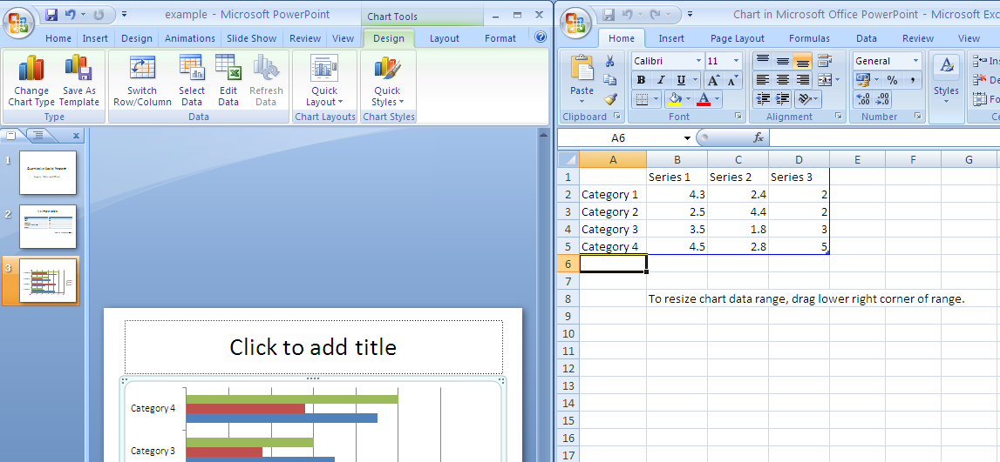 example - Microsoft PowerPoint
Chart Tools
Home Insert Design Animations Slide Show Review View Design Layout Format
Change Chart Type
Save As Template
Switch Row/Column
Select Data
Edit Data
Refresh Data
Quick Layout
Quick Styles
Type
Data
Chart Layouts
Chart Styles
1
2
3
Click to add title
Category 4
Category 3
Chart in Microsoft Office PowerPoint - Microsoft Exc
Home Insert Page Layout Formulas Data Review View
Paste
Calibri 11
B I U A A
General
% ,
Styles
Ins
De
Fo
Clipboard
Font
Alignment
Number
Ce
A6 fx
A B C D E F G
1 Series 1 Series 2 Series 3
2 Category 1 4.3 2.4 2
3 Category 2 2.5 4.4 2
4 Category 3 3.5 1.8 3
5 Category 4 4.5 2.8 5
6
7
8 To resize chart data range, drag lower right corner of range.
9
10
11
12
13
14
15
16
17